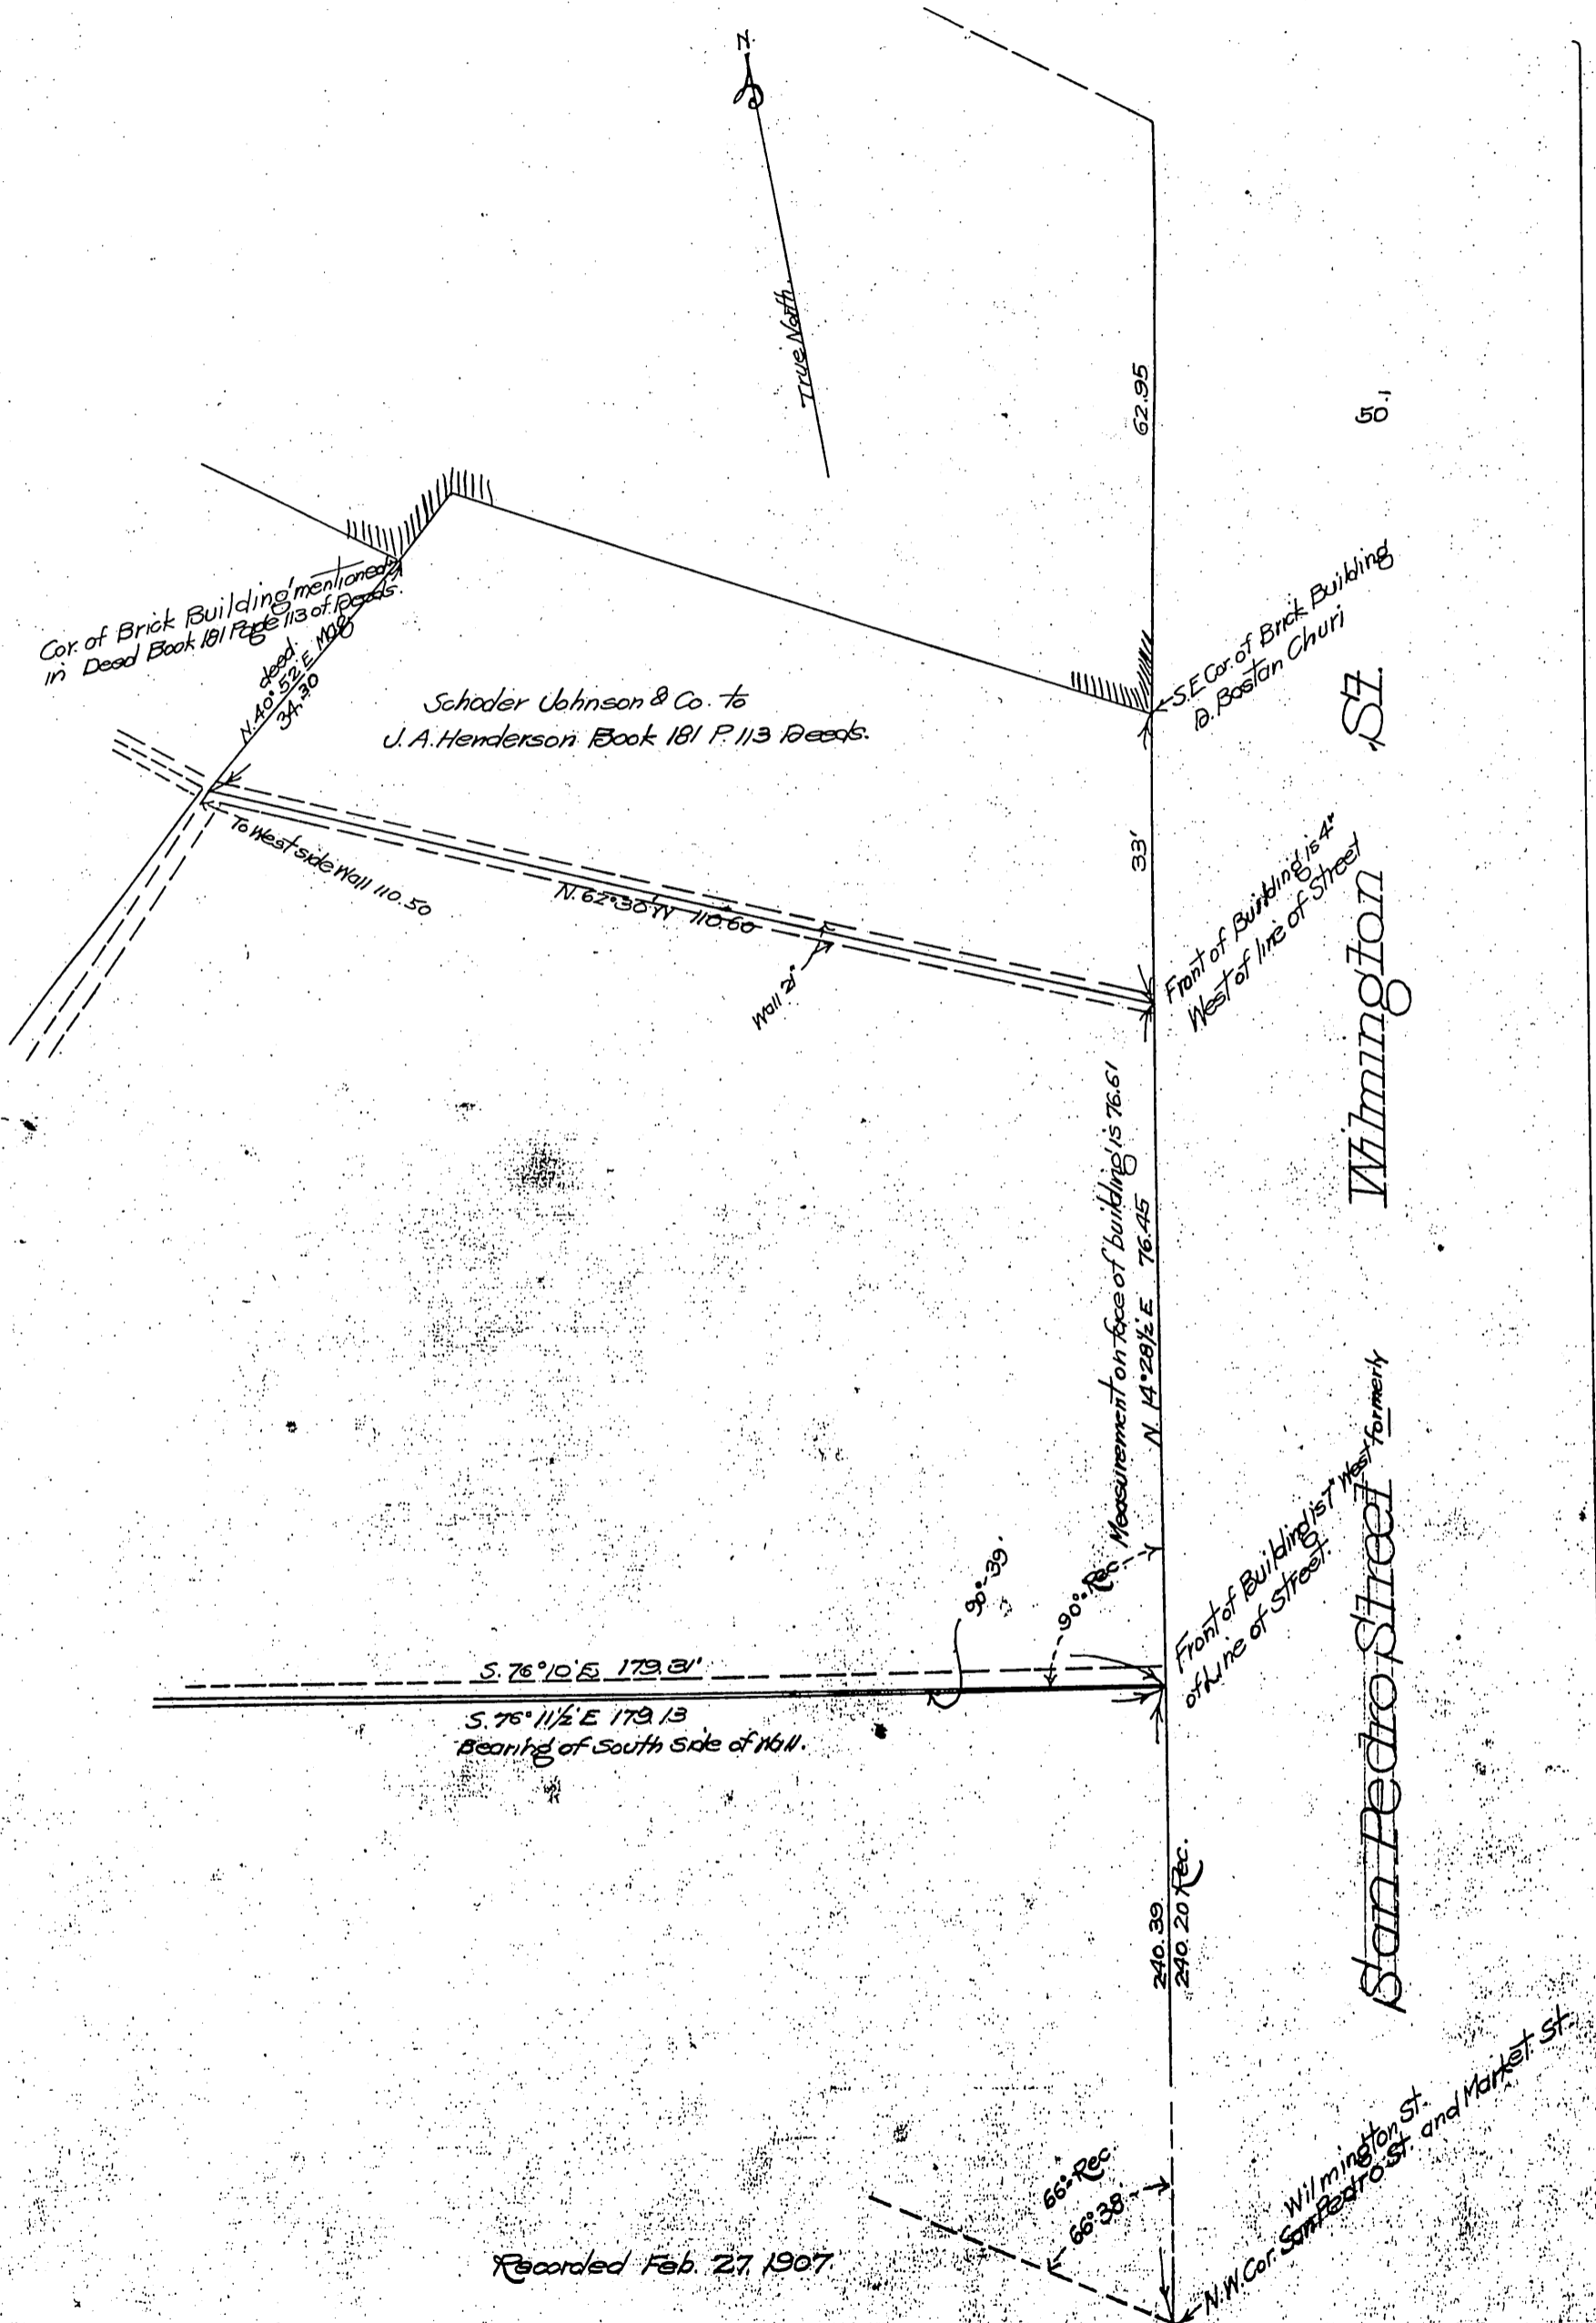 N
True North.
62.95
50.1
Cor. of Brick Building mentioned
in Deed Book 181 Page 113 of Deeds.
deed.
N. 40° 52' E Mag
34.30
Schoder Johnson & Co. to
J. A. Henderson Book 181 P. 113 Deeds.
S.E Cor. of Brick Building
D. Bastan Churi
To West side Wall 110.50
N. 62° 30' W 110.60
Wall 21"
33'
Front of Building is 4"
West of line of Street
Wilmington St.
Measurement on face of building is 76.61
N. 14° 28½' E 76.45
90°-39'
90° Rec.
Front of Building is 7" West
of Line of Street.
formerly
San Pedro Street
S. 76° 10' E. 179.31'
S. 76° 11½' E 179.13
Bearing of South side of Wall.
240.39
240.20 Rec.
66° Rec.
66° 38'
Wilmington St.
N.W. Cor. San Pedro St. and Market St.
Recorded Feb. 27, 1907.